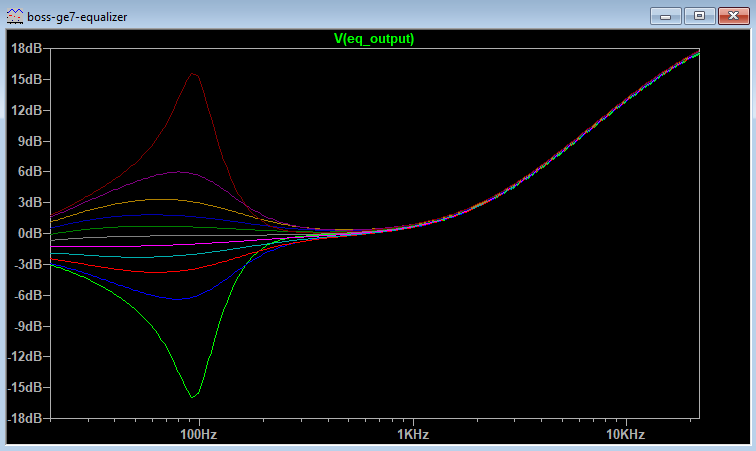 boss-ge7-equalizer
V(eq_output)
18dB
15dB
12dB
9dB
6dB
3dB
0dB
-3dB
-6dB
-9dB
-12dB
-15dB
-18dB
100Hz 1KHz 10KHz